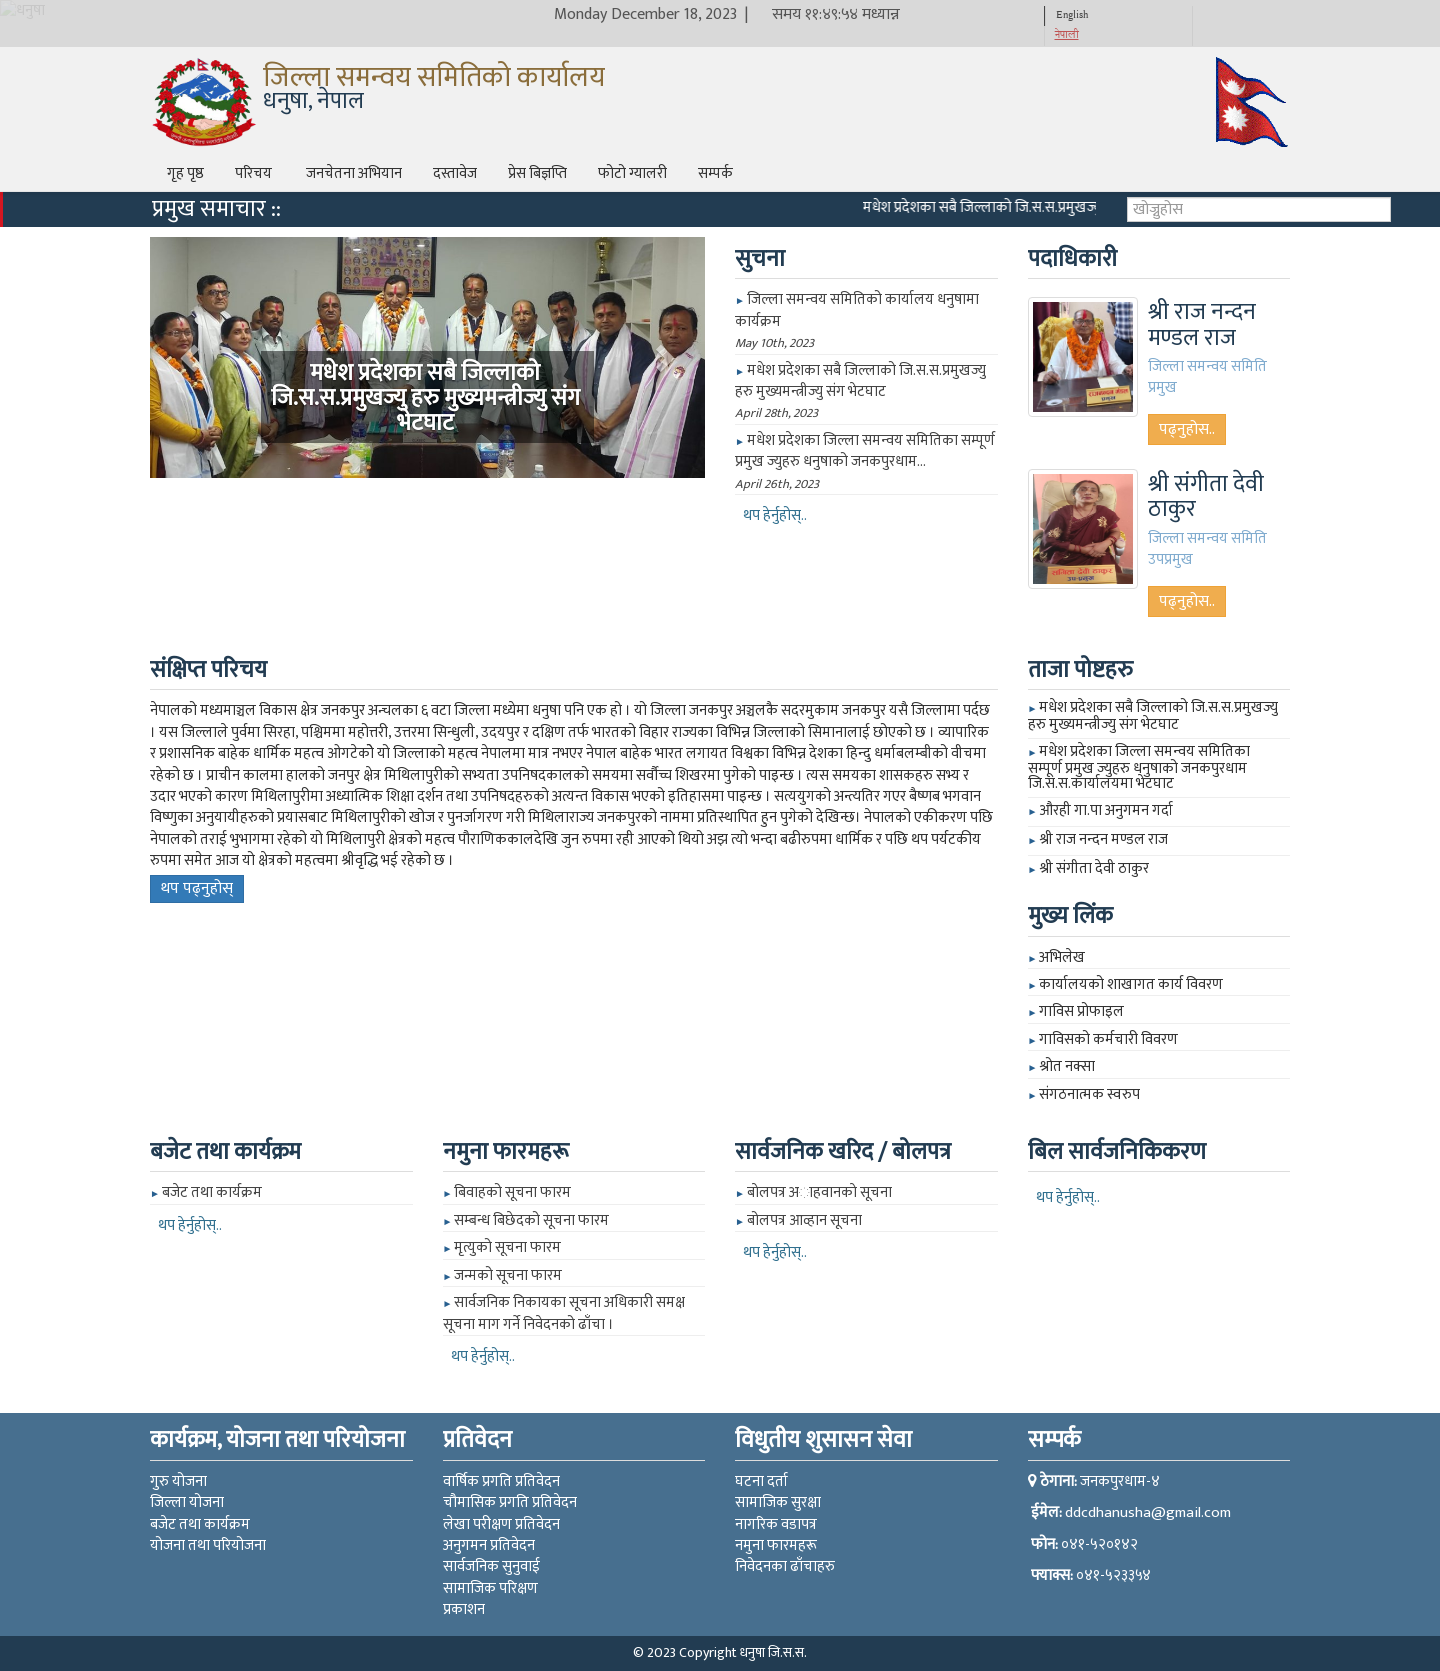 धनुषा
Monday December 18, 2023 | समय ११:४९:५४ मध्यान्न
English
नेपाली
जिल्ला समन्वय समितिको कार्यालय
धनुषा, नेपाल
गृह पृष्ठ परिचय जनचेतना अभियान दस्तावेज प्रेस बिज्ञप्ति फोटो ग्यालरी सम्पर्क
प्रमुख समाचार :: मधेश प्रदेशका सबै जिल्लाको जि.स.स.प्रमुखज्यु खोज्नुहोस
मधेश प्रदेशका सबै जिल्लाको
जि.स.स.प्रमुखज्यु हरु मुख्यमन्त्रीज्यु संग
भेटघाट
सुचना
► जिल्ला समन्वय समितिको कार्यालय धनुषामा
कार्यक्रम
May 10th, 2023
► मधेश प्रदेशका सबै जिल्लाको जि.स.स.प्रमुखज्यु
हरु मुख्यमन्त्रीज्यु संग भेटघाट
April 28th, 2023
► मधेश प्रदेशका जिल्ला समन्वय समितिका सम्पूर्ण
प्रमुख ज्युहरु धनुषाको जनकपुरधाम...
April 26th, 2023
थप हेर्नुहोस्..
पदाधिकारी
श्री राज नन्दन
मण्डल राज
जिल्ला समन्वय समिति
प्रमुख
पढ्नुहोस..
श्री संगीता देवी
ठाकुर
जिल्ला समन्वय समिति
उपप्रमुख
पढ्नुहोस..
संक्षिप्त परिचय
नेपालको मध्यमाञ्चल विकास क्षेत्र जनकपुर अन्चलका ६ वटा जिल्ला मध्येमा धनुषा पनि एक हो । यो जिल्ला जनकपुर अञ्चलकै सदरमुकाम जनकपुर यसै जिल्लामा पर्दछ
। यस जिल्लाले पुर्वमा सिरहा, पश्चिममा महोत्तरी, उत्तरमा सिन्धुली, उदयपुर र दक्षिण तर्फ भारतको विहार राज्यका विभिन्न जिल्लाको सिमानालाई छोएको छ । व्यापारिक
र प्रशासनिक बाहेक धार्मिक महत्व ओगटेको यो जिल्लाको महत्व नेपालमा मात्र नभएर नेपाल बाहेक भारत लगायत विश्वका विभिन्न देशका हिन्दु धर्माबलम्बीको बीचमा
रहेको छ । प्राचीन कालमा हालको जनपुर क्षेत्र मिथिलापुरीको सभ्यता उपनिषदकालको समयमा सर्वोच्च शिखरमा पुगेको पाइन्छ । त्यस समयका शासकहरु सभ्य र
उदार भएको कारण मिथिलापुरीमा अध्यात्मिक शिक्षा दर्शन तथा उपनिषदहरुको अत्यन्त विकास भएको इतिहासमा पाइन्छ । सत्ययुगको अन्त्यतिर गएर बैष्णब भगवान
विष्णुका अनुयायीहरुको प्रयासबाट मिथिलापुरीको खोज र पुनर्जागरण गरी मिथिलाराज्य जनकपुरको नाममा प्रतिस्थापित हुन पुगेको देखिन्छ। नेपालको एकीकरण पछि
नेपालको तराई भुभागमा रहेको यो मिथिलापुरी क्षेत्रको महत्व पौराणिककालदेखि जुन रुपमा रही आएको थियो अझ त्यो भन्दा बढीरुपमा धार्मिक र पछि थप पर्यटकीय
रुपमा समेत आज यो क्षेत्रको महत्वमा श्रीवृद्धि भई रहेको छ ।
थप पढ्नुहोस्
ताजा पोष्टहरु
► मधेश प्रदेशका सबै जिल्लाको जि.स.स.प्रमुखज्यु
हरु मुख्यमन्त्रीज्यु संग भेटघाट
► मधेश प्रदेशका जिल्ला समन्वय समितिका
सम्पूर्ण प्रमुख ज्युहरु धनुषाको जनकपुरधाम
जि.स.स.कार्यालयमा भेटघाट
► औरही गा.पा अनुगमन गर्दा
► श्री राज नन्दन मण्डल राज
► श्री संगीता देवी ठाकुर
मुख्य लिंक
► अभिलेख
► कार्यालयको शाखागत कार्य विवरण
► गाविस प्रोफाइल
► गाविसको कर्मचारी विवरण
► श्रोत नक्सा
► संगठनात्मक स्वरुप
बजेट तथा कार्यक्रम
► बजेट तथा कार्यक्रम
थप हेर्नुहोस्..
नमुना फारमहरू
► बिवाहको सूचना फारम
► सम्बन्ध बिछेदको सूचना फारम
► मृत्युको सूचना फारम
► जन्मको सूचना फारम
► सार्वजनिक निकायका सूचना अधिकारी समक्ष
सूचना माग गर्ने निवेदनको ढाँचा ।
थप हेर्नुहोस्..
सार्वजनिक खरिद / बोलपत्र
► बोलपत्र अाहवानको सूचना
► बोलपत्र आव्हान सूचना
थप हेर्नुहोस्..
बिल सार्वजनिकिकरण
थप हेर्नुहोस्..
कार्यक्रम, योजना तथा परियोजना
गुरु योजना
जिल्ला योजना
बजेट तथा कार्यक्रम
योजना तथा परियोजना
प्रतिवेदन
वार्षिक प्रगति प्रतिवेदन
चौमासिक प्रगति प्रतिवेदन
लेखा परीक्षण प्रतिवेदन
अनुगमन प्रतिवेदन
सार्वजनिक सुनुवाई
सामाजिक परिक्षण
प्रकाशन
विधुतीय शुसासन सेवा
घटना दर्ता
सामाजिक सुरक्षा
नागरिक वडापत्र
नमुना फारमहरू
निवेदनका ढाँचाहरु
सम्पर्क
ठेगाना: जनकपुरधाम-४
ईमेल: ddcdhanusha@gmail.com
फोन: ०४१-५२०१४२
फ्याक्स: ०४१-५२३३५४
© 2023 Copyright धनुषा जि.स.स.